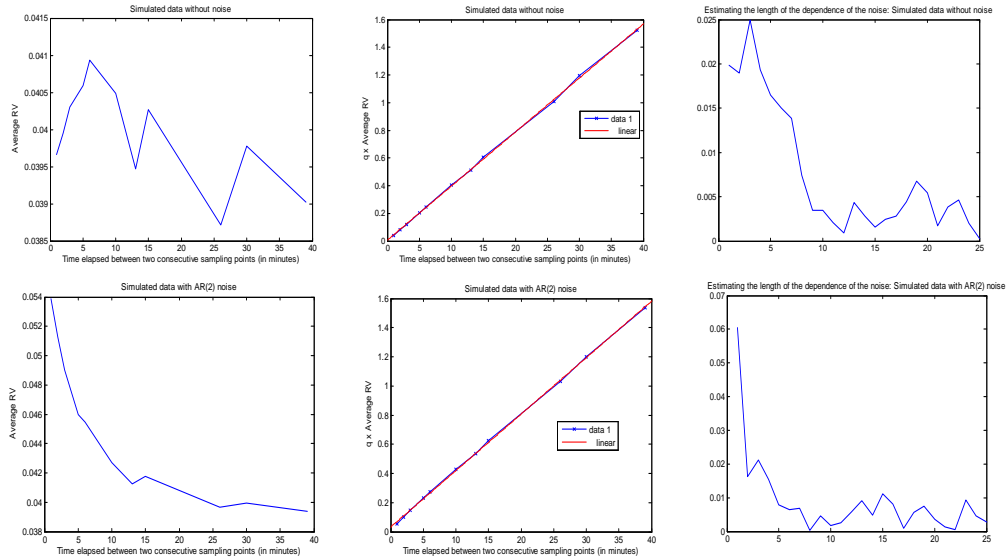 Simulated data without noise
0.0415
0.041
0.0405
0.04
0.0395
0.039
0.0385
Average RV
0 5 10 15 20 25 30 35 40
Time elapsed between two consecutive sampling points (in minutes)
Simulated data without noise
1.6
1.4
1.2
1
0.8
0.6
0.4
0.2
0
q x Average RV
data 1
linear
0 5 10 15 20 25 30 35 40
Time elapsed between two consecutive sampling points (in minutes)
Estimating the length of the dependence of the noise: Simulated data without noise
0.025
0.02
0.015
0.01
0.005
0
0 5 10 15 20 25
Simulated data with AR(2) noise
0.054
0.052
0.05
0.048
0.046
0.044
0.042
0.04
0.038
Average RV
0 5 10 15 20 25 30 35 40
Time elapsed between two consecutive sampling points (in minutes)
Simulated data with AR(2) noise
1.6
1.4
1.2
1
0.8
0.6
0.4
0.2
0
q x Average RV
data 1
linear
0 5 10 15 20 25 30 35 40
Time elapsed between two consecutive sampling points (in minutes)
Estimating the length of the dependence of the noise: Simulated data with AR(2) noise
0.07
0.06
0.05
0.04
0.03
0.02
0.01
0
0 5 10 15 20 25